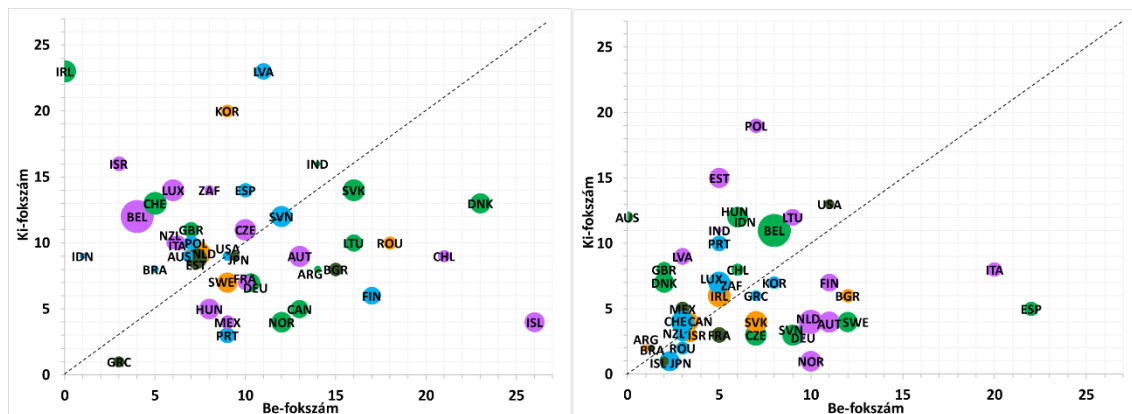 Ki-fokszám
25
20
15
10
5
0
0
5
10
15
20
25
Be-fokszám
IRL
LVA
KOR
ISR
IND
LUX
ZAF
ESP
SVK
CHE
BEL
SVN
DNK
GBR
NZL
CZE
POL
ITA
USA
LTU
ROU
IDN
AUS
NLD
EST
JPN
AUT
CHL
BRA
ARG
BGR
SWE
FRA
DEU
FIN
HUN
CAN
MEX
NOR
ISL
PRT
GRC
Ki-fokszám
25
20
15
10
5
0
0
5
10
15
20
25
Be-fokszám
POL
EST
USA
AUS
HUN
LTU
IDN
IND
BEL
PRT
LVA
GBR
CHL
ITA
DNK
LUX
ZAF
KOR
FIN
IRL
GRC
BGR
MEX
ESP
CHE
CAN
SVK
NLD
AUT
SWE
NZL
ISR
FRA
CZE
SVN
DEU
ARG
BRA
ROU
ISL
JPN
NOR